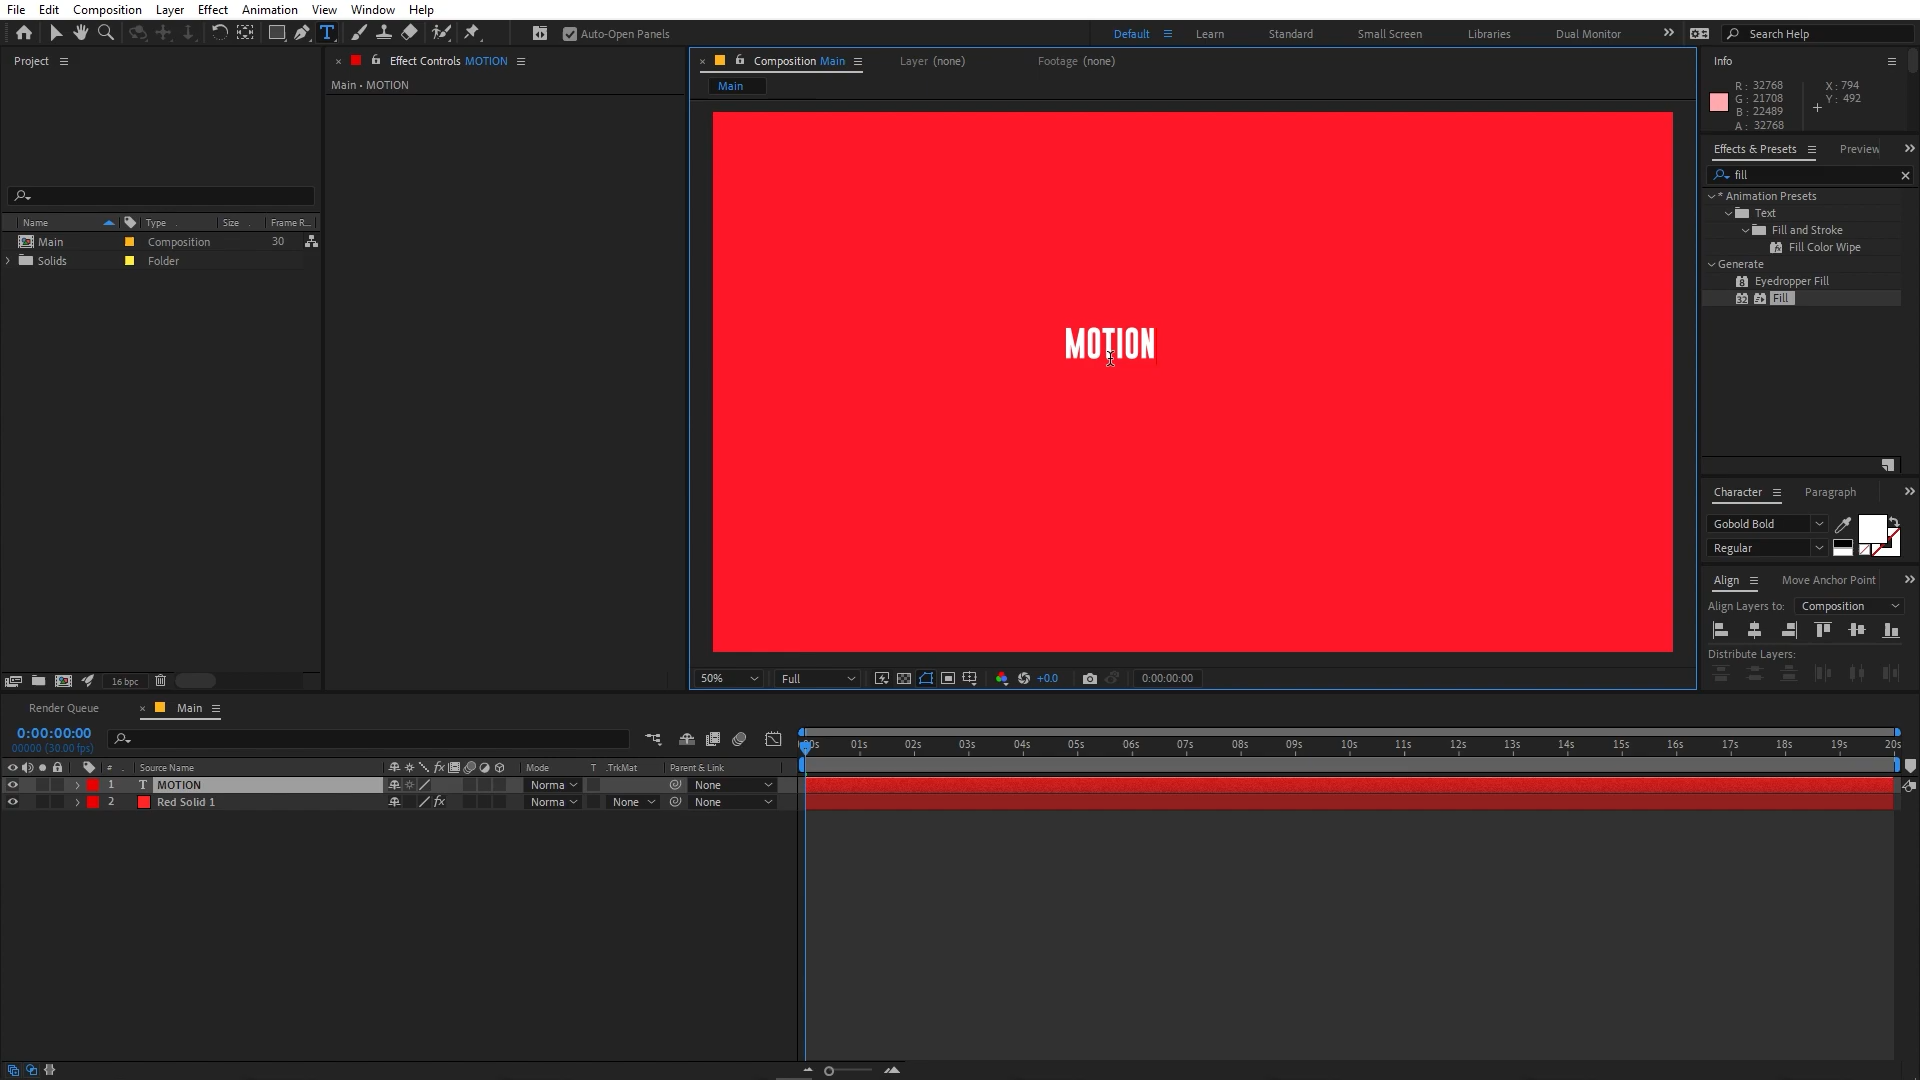 File Edit Composition Layer Effect Animation View Window Help
Auto-Open Panels
Default Learn Standard Small Screen Libraries Dual Monitor
Search Help
Project
Effect Controls MOTION
Main • MOTION
Composition Main
Layer (none)
Footage (none)
Main
Info
R: 32768
G: 21708
B: 22489
A: 32768
X: 794
Y: 492
Effects & Presets
Preview
fill
* Animation Presets
Text
Fill and Stroke
Fill Color Wipe
Generate
Eyedropper Fill
Fill
Name Type Size Frame R...
Main Composition 30
Solids Folder
MOTION
Character Paragraph
Gobold Bold
Regular
Align Move Anchor Point
Align Layers to: Composition
Distribute Layers:
16 bpc
50% Full +0.0 0:00:00:00
Render Queue
Main
0:00:00:00
00000 (30.00 fps)
00s 01s 02s 03s 04s 05s 06s 07s 08s 09s 10s 11s 12s 13s 14s 15s 16s 17s 18s 19s 20s
# Source Name fx Mode T .TrkMat Parent & Link
1 T MOTION Norma None
2 Red Solid 1 fx Norma None None